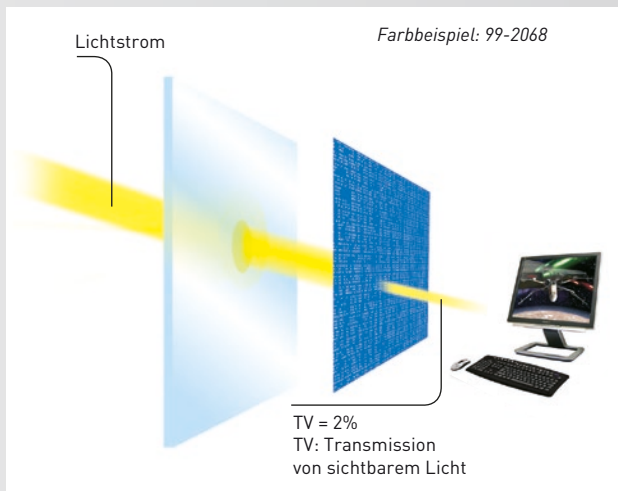 Lichtstrom
Farbbeispiel: 99-2068
TV = 2%
TV: Transmission
von sichtbarem Licht